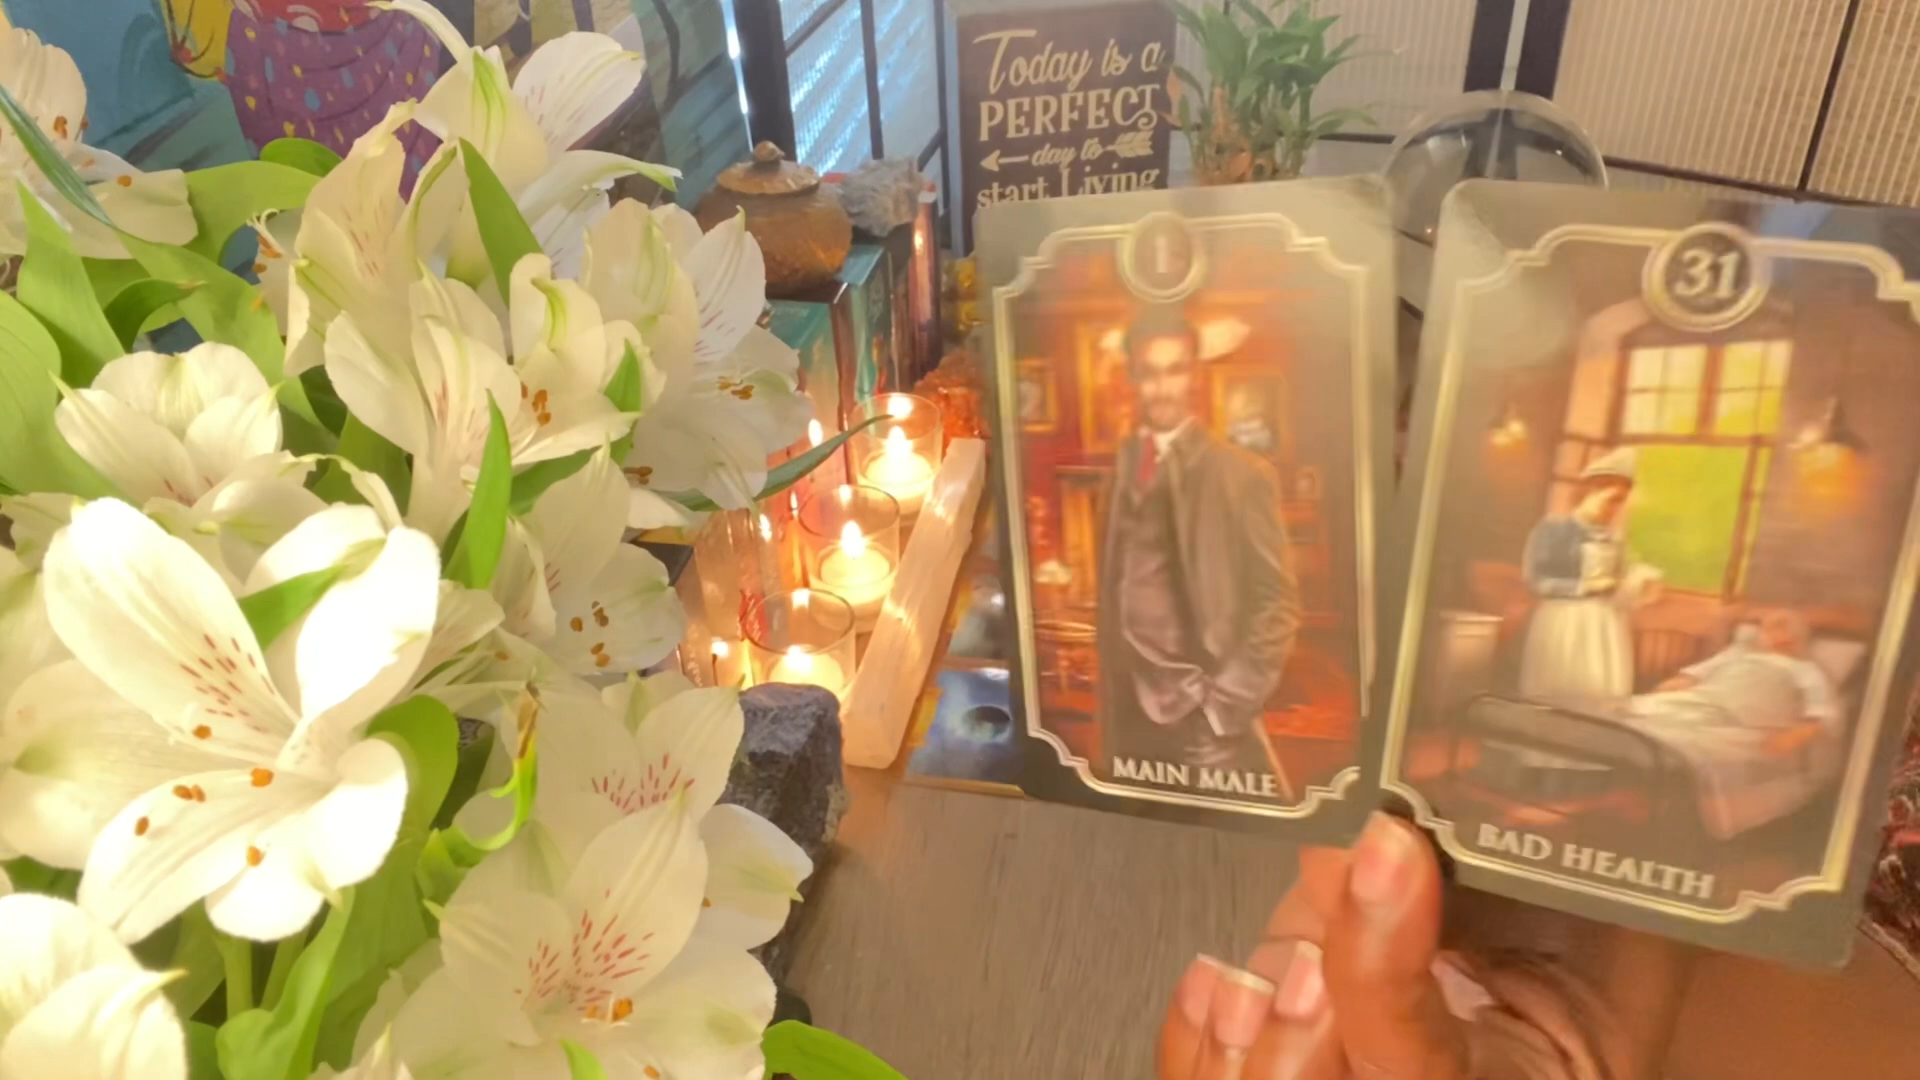 Today is a
PERFECT
day to
start Living
1
MAIN MALE
31
BAD HEALTH